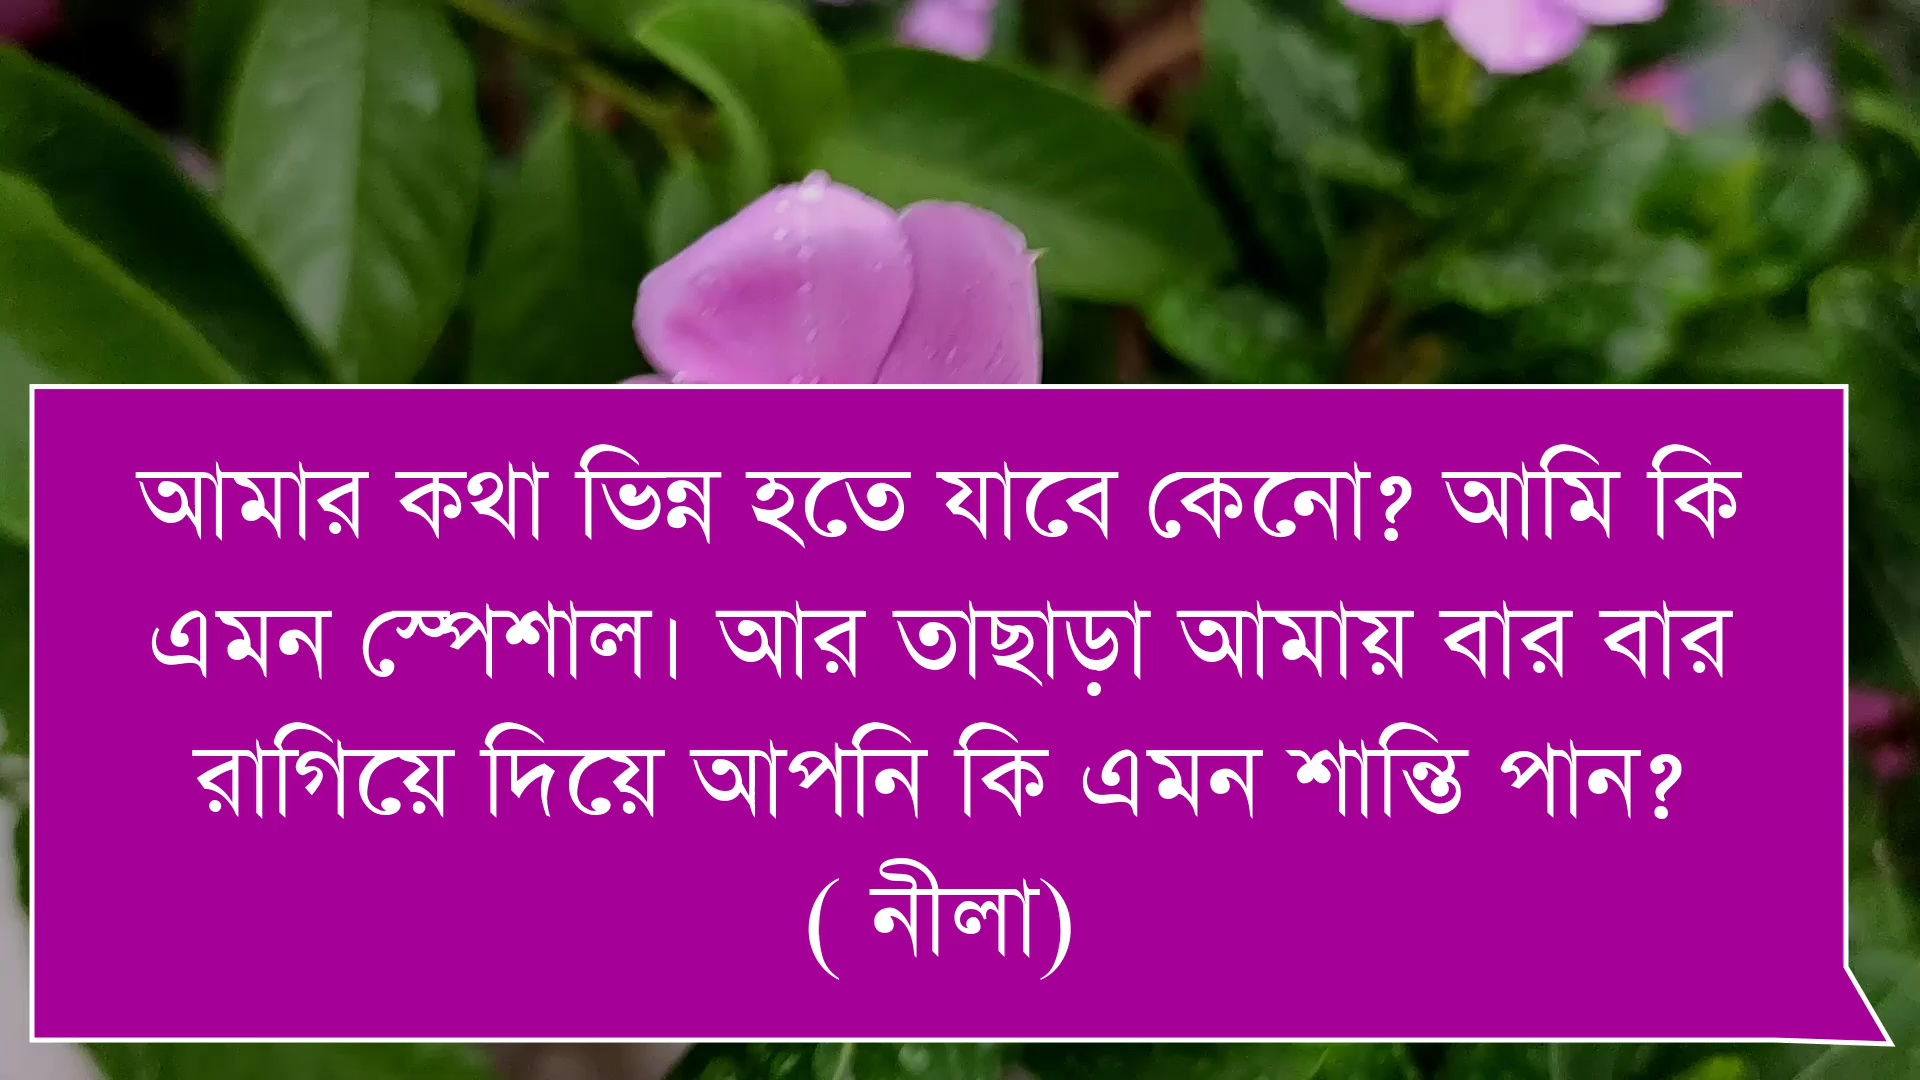 আমার কথা ভিন্ন হতে যাবে কেনো? আমি কি
এমন স্পেশাল। আর তাছাড়া আমায় বার বার
রাগিয়ে দিয়ে আপনি কি এমন শান্তি পান?
( নীলা)